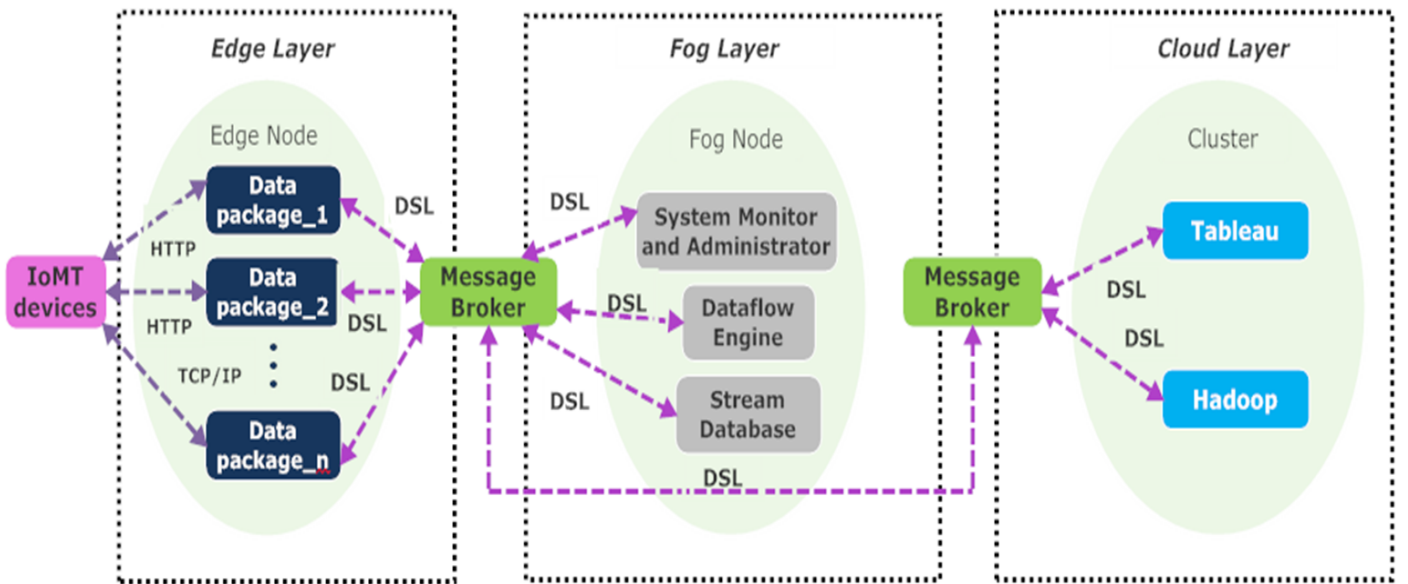 Edge Layer
Fog Layer
Cloud Layer
Edge Node
Fog Node
Cluster
IoMT
devices
HTTP
HTTP
TCP/IP
Data
package_1
Data
package_2
Data
package_n
DSL
DSL
DSL
Message
Broker
DSL
DSL
DSL
System Monitor
and Administrator
Dataflow
Engine
Stream
Database
DSL
Message
Broker
DSL
DSL
Tableau
Hadoop